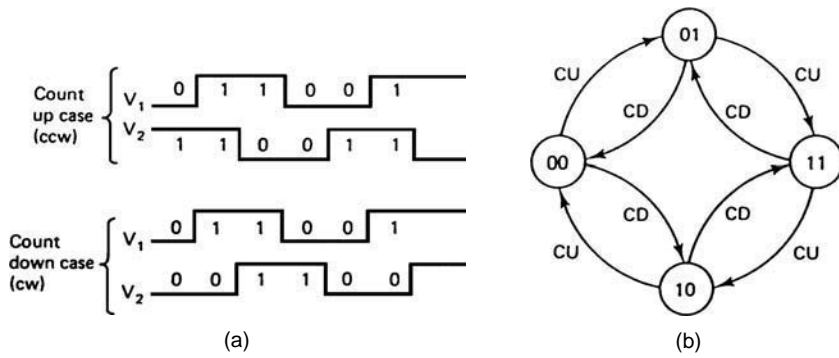 Count
up case
(ccw)
V1
0 1 1 0 0 1
V2
1 1 0 0 1 1
Count
down case
(cw)
V1
0 1 1 0 0 1
V2
0 0 1 1 0 0
(a)
01
CU
CU
CD
CD
00
11
CD
CD
CU
CU
10
(b)